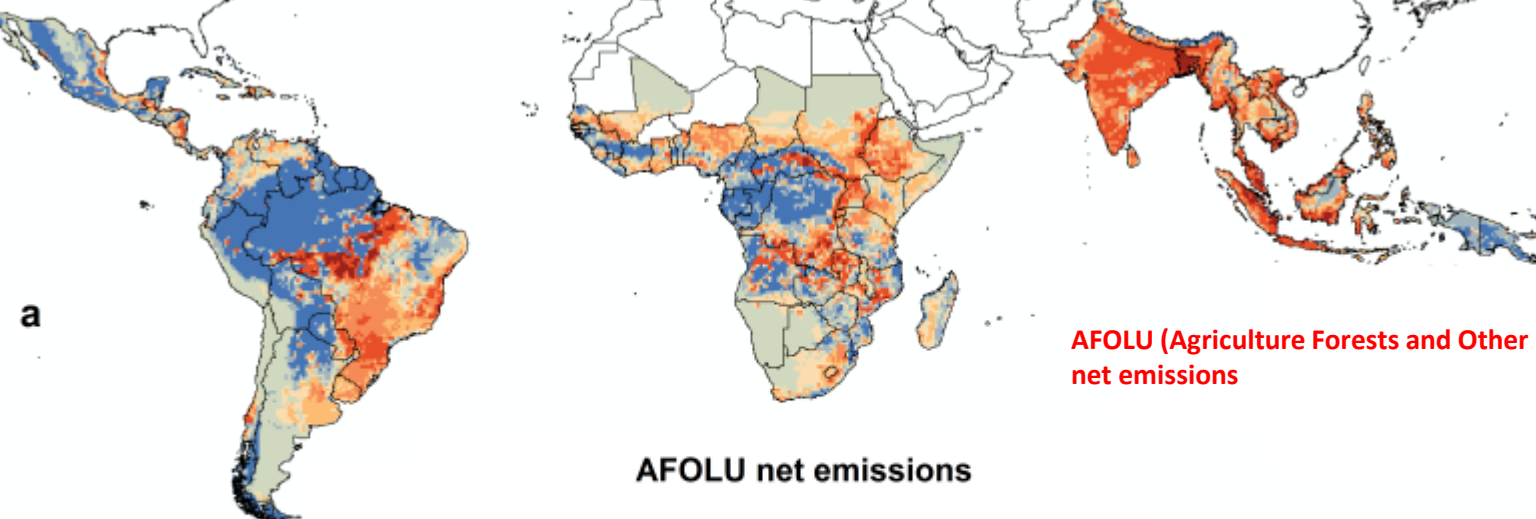 a
AFOLU (Agriculture Forests and Other
net emissions
AFOLU net emissions